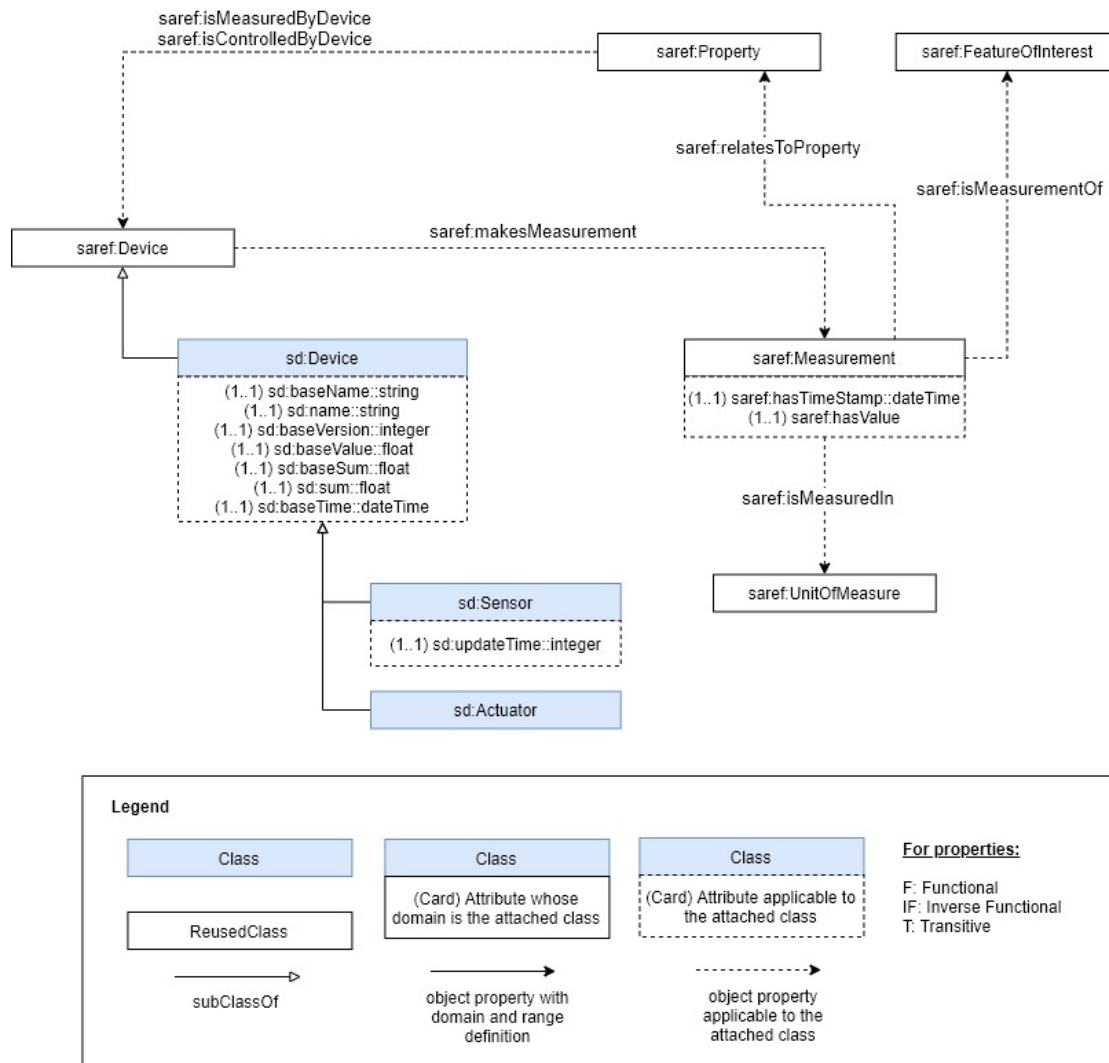 saref:isMeasuredByDevice
saref:isControlledByDevice
saref:Property
saref:FeatureOfInterest
saref:relatesToProperty
saref:isMeasurementOf
saref:Device
saref:makesMeasurement
sd:Device
(1..1) sd:baseName::string
(1..1) sd:name::string
(1..1) sd:baseVersion::integer
(1..1) sd:baseValue::float
(1..1) sd:baseSum::float
(1..1) sd:sum::float
(1..1) sd:baseTime::dateTime
saref:Measurement
(1..1) saref:hasTimeStamp::dateTime
(1..1) saref:hasValue
saref:isMeasuredIn
saref:UnitOfMeasure
sd:Sensor
(1..1) sd:updateTime::integer
sd:Actuator
Legend
Class
ReusedClass
subClassOf
Class
(Card) Attribute whose
domain is the attached class
object property with
domain and range
definition
Class
(Card) Attribute applicable to
the attached class
object property
applicable to the
attached class
For properties:
F: Functional
IF: Inverse Functional
T: Transitive